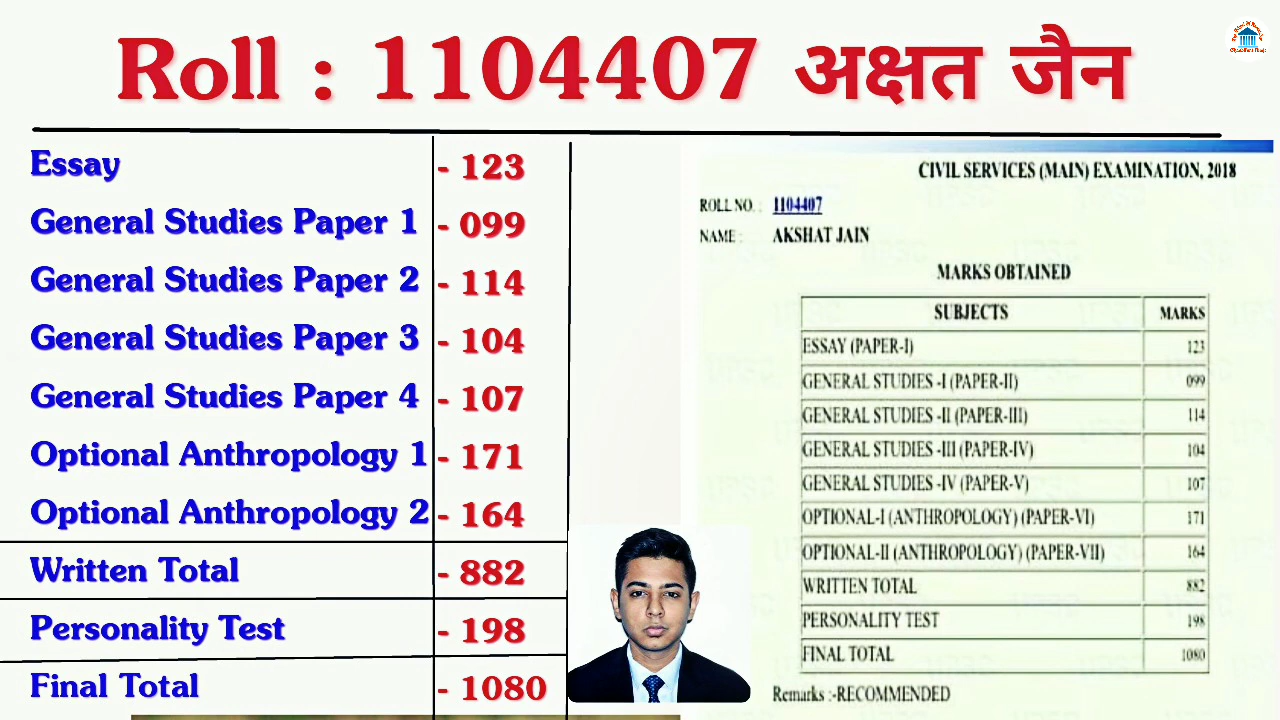 Roll : 1104407 अक्षत जैन
Essay - 123
General Studies Paper 1 - 099
General Studies Paper 2 - 114
General Studies Paper 3 - 104
General Studies Paper 4 - 107
Optional Anthropology 1 - 171
Optional Anthropology 2 - 164
Written Total - 882
Personality Test - 198
Final Total - 1080
CIVIL SERVICES (MAIN) EXAMINATION, 2018
ROLL NO. : 1104407
NAME : AKSHAT JAIN
MARKS OBTAINED
SUBJECTS MARKS
ESSAY (PAPER-I) 123
GENERAL STUDIES -I (PAPER-II) 099
GENERAL STUDIES -II (PAPER-III) 114
GENERAL STUDIES -III (PAPER-IV) 104
GENERAL STUDIES -IV (PAPER-V) 107
OPTIONAL-I (ANTHROPOLOGY) (PAPER-VI) 171
OPTIONAL-II (ANTHROPOLOGY) (PAPER-VII) 164
WRITTEN TOTAL 882
PERSONALITY TEST 198
FINAL TOTAL 1080
Remarks :-RECOMMENDED